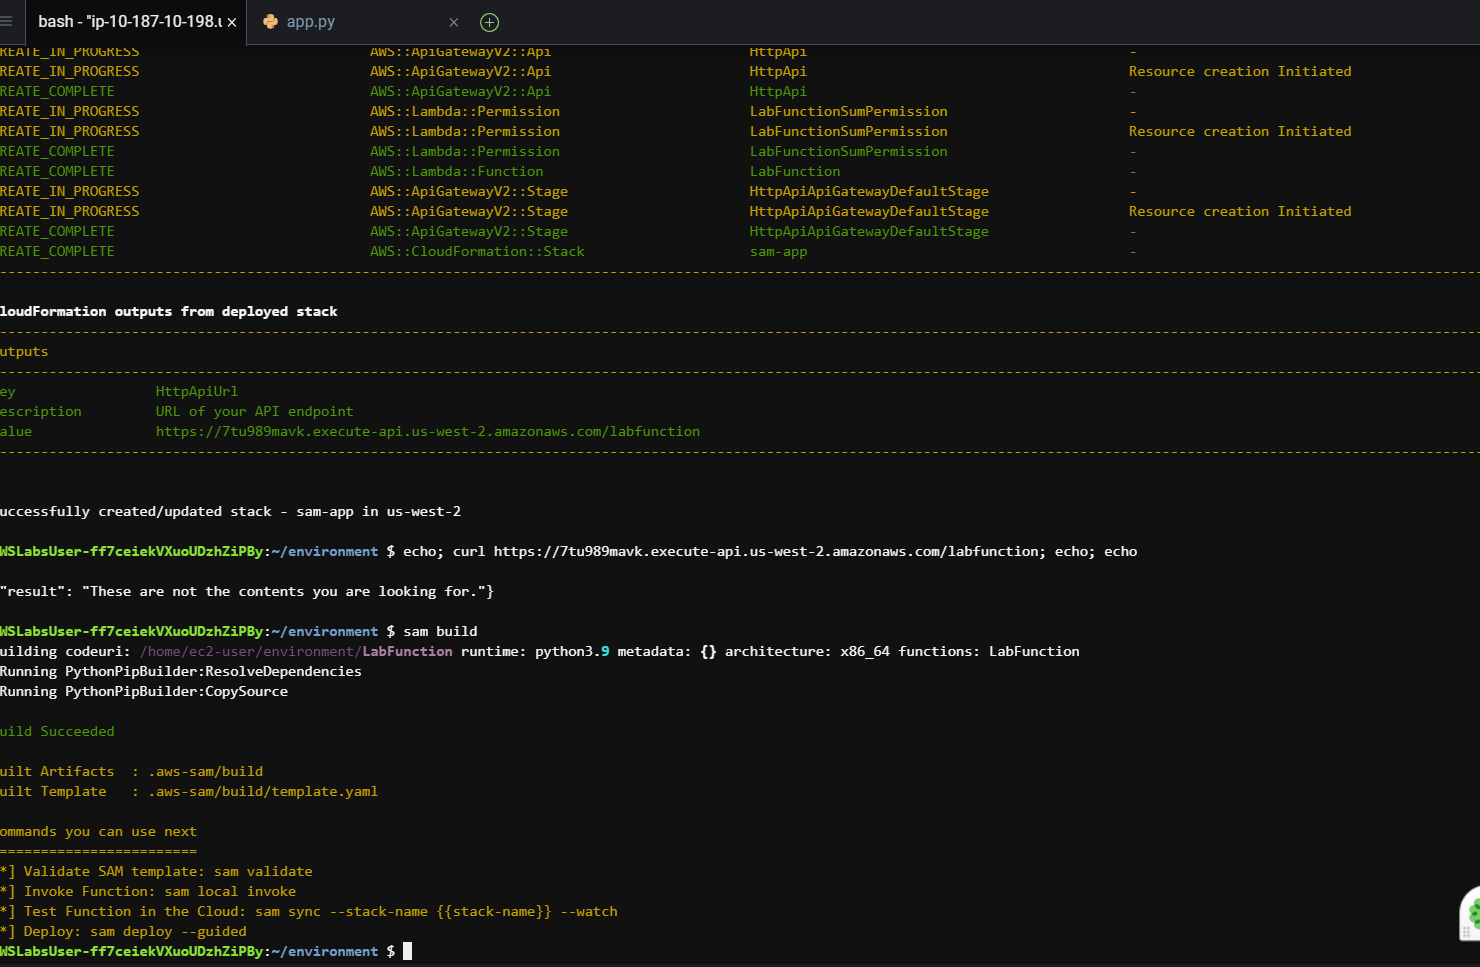 bash - "ip-10-187-10-198.u × app.py ×
REATE_IN_PROGRESS AWS::ApiGatewayV2::Api HttpApi -
REATE_IN_PROGRESS AWS::ApiGatewayV2::Api HttpApi Resource creation Initiated
REATE_COMPLETE AWS::ApiGatewayV2::Api HttpApi -
REATE_IN_PROGRESS AWS::Lambda::Permission LabFunctionSumPermission -
REATE_IN_PROGRESS AWS::Lambda::Permission LabFunctionSumPermission Resource creation Initiated
REATE_COMPLETE AWS::Lambda::Permission LabFunctionSumPermission -
REATE_COMPLETE AWS::Lambda::Function LabFunction -
REATE_IN_PROGRESS AWS::ApiGatewayV2::Stage HttpApiApiGatewayDefaultStage -
REATE_IN_PROGRESS AWS::ApiGatewayV2::Stage HttpApiApiGatewayDefaultStage Resource creation Initiated
REATE_COMPLETE AWS::ApiGatewayV2::Stage HttpApiApiGatewayDefaultStage -
REATE_COMPLETE AWS::CloudFormation::Stack sam-app -
loudFormation outputs from deployed stack
utputs
ey HttpApiUrl
escription URL of your API endpoint
alue https://7tu989mavk.execute-api.us-west-2.amazonaws.com/labfunction
uccessfully created/updated stack - sam-app in us-west-2
WSLabsUser-ff7ceiekVXuoUDzhZiPBy:~/environment $ echo; curl https://7tu989mavk.execute-api.us-west-2.amazonaws.com/labfunction; echo; echo
"result": "These are not the contents you are looking for."}
WSLabsUser-ff7ceiekVXuoUDzhZiPBy:~/environment $ sam build
uilding codeuri: /home/ec2-user/environment/LabFunction runtime: python3.9 metadata: {} architecture: x86_64 functions: LabFunction
Running PythonPipBuilder:ResolveDependencies
Running PythonPipBuilder:CopySource
uild Succeeded
uilt Artifacts : .aws-sam/build
uilt Template : .aws-sam/build/template.yaml
ommands you can use next
========================
*] Validate SAM template: sam validate
*] Invoke Function: sam local invoke
*] Test Function in the Cloud: sam sync --stack-name {{stack-name}} --watch
*] Deploy: sam deploy --guided
WSLabsUser-ff7ceiekVXuoUDzhZiPBy:~/environment $